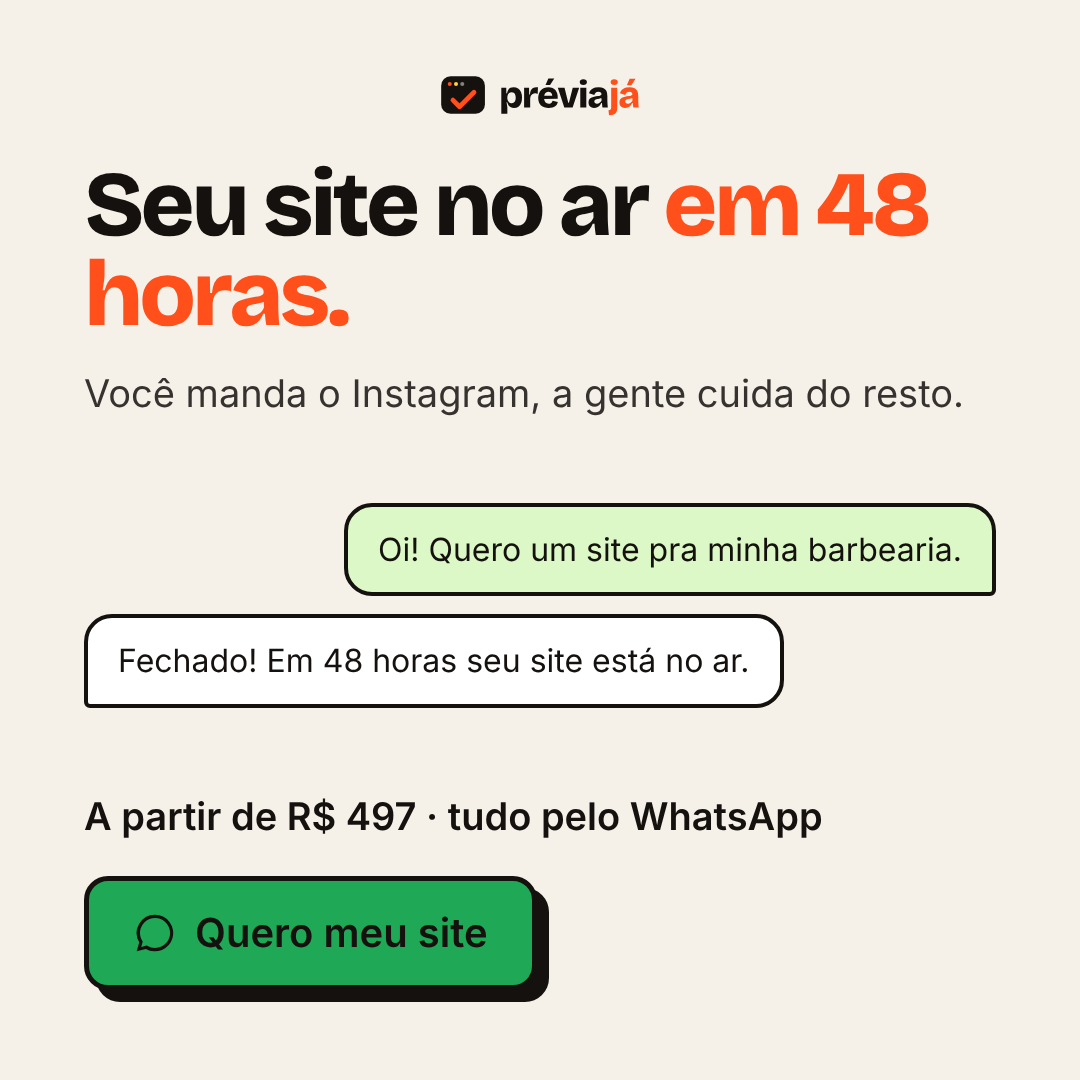 préviajá
Seu site no ar em 48
horas.
Você manda o Instagram, a gente cuida do resto.
Oi! Quero um site pra minha barbearia.
Fechado! Em 48 horas seu site está no ar.
A partir de R$ 497 · tudo pelo WhatsApp
Quero meu site